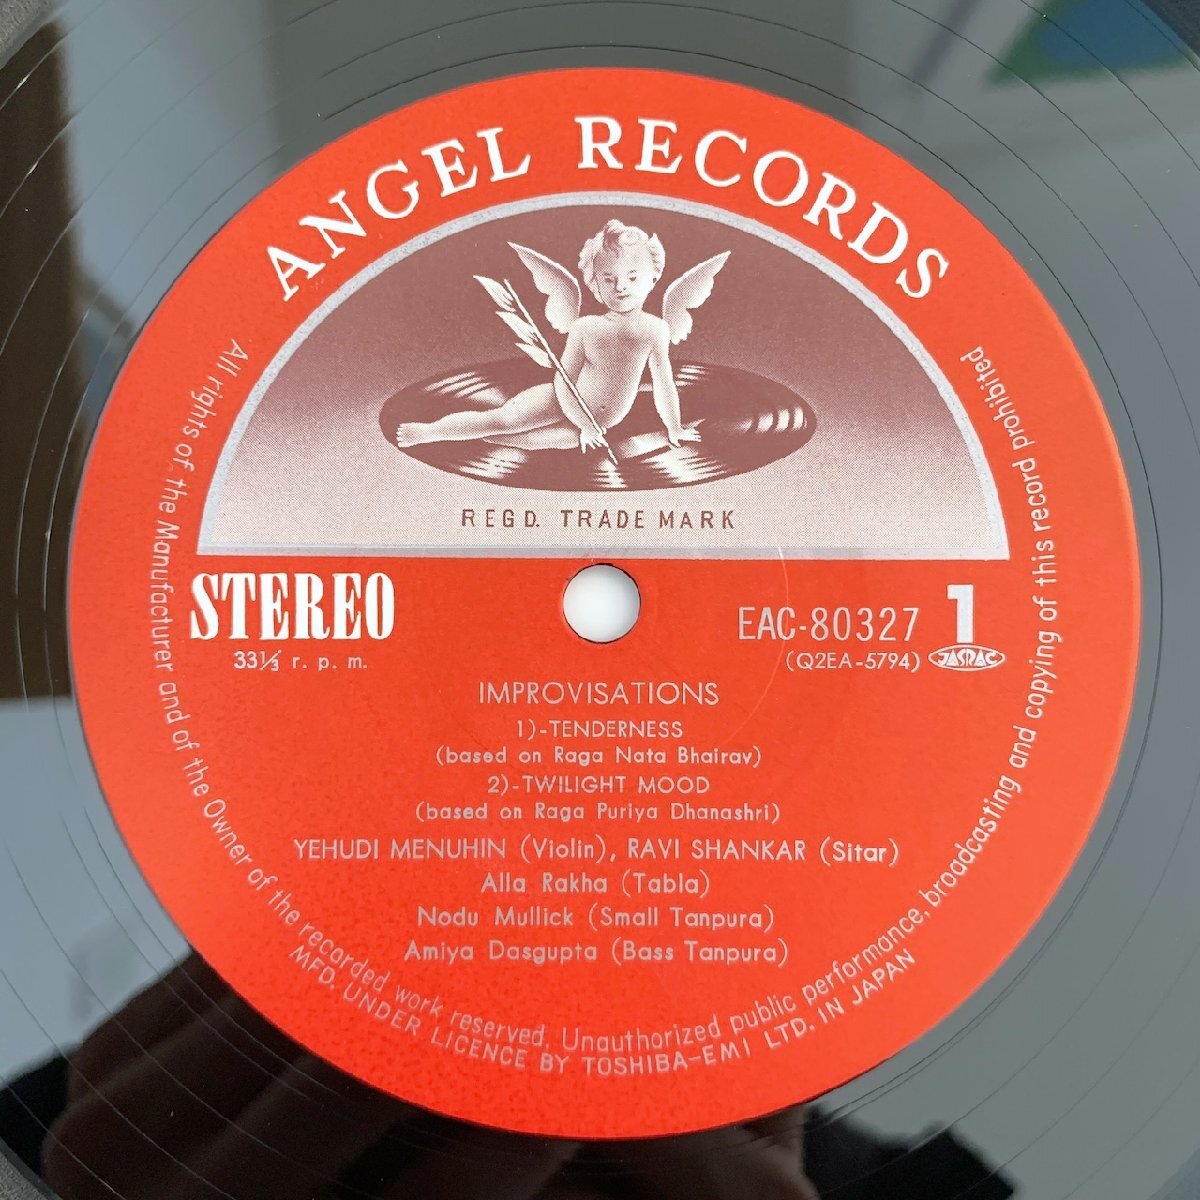 ANGEL RECORDS
REGD. TRADE MARK
STEREO
33⅓ r. p. m.
EAC-80327
1
(Q2EA-5794)
JASRAC
IMPROVISATIONS
1)-TENDERNESS
(based on Raga Nata Bhairav)
2)-TWILIGHT MOOD
(based on Raga Puriya Dhanashri)
YEHUDI MENUHIN (Violin), RAVI SHANKAR (Sitar)
Alla Rakha (Tabla)
Nodu Mullick (Small Tanpura)
Amiya Dasgupta (Bass Tanpura)
All rights of the Manufacturer and of the Owner of the recorded work reserved. Unauthorized public performance, broadcasting and copying of this record prohibited
MFD. UNDER LICENCE BY TOSHIBA-EMI LTD. IN JAPAN